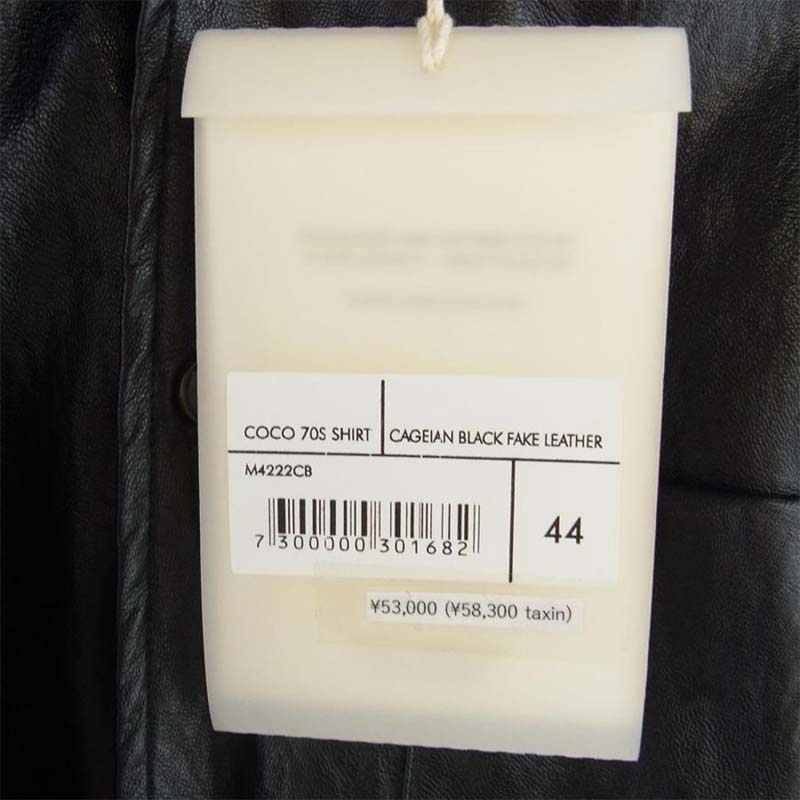 COCO 70S SHIRT
CAGEIAN BLACK FAKE LEATHER
M4222CB
44
7 300000 301682
¥53,000 (¥58,300 taxin)